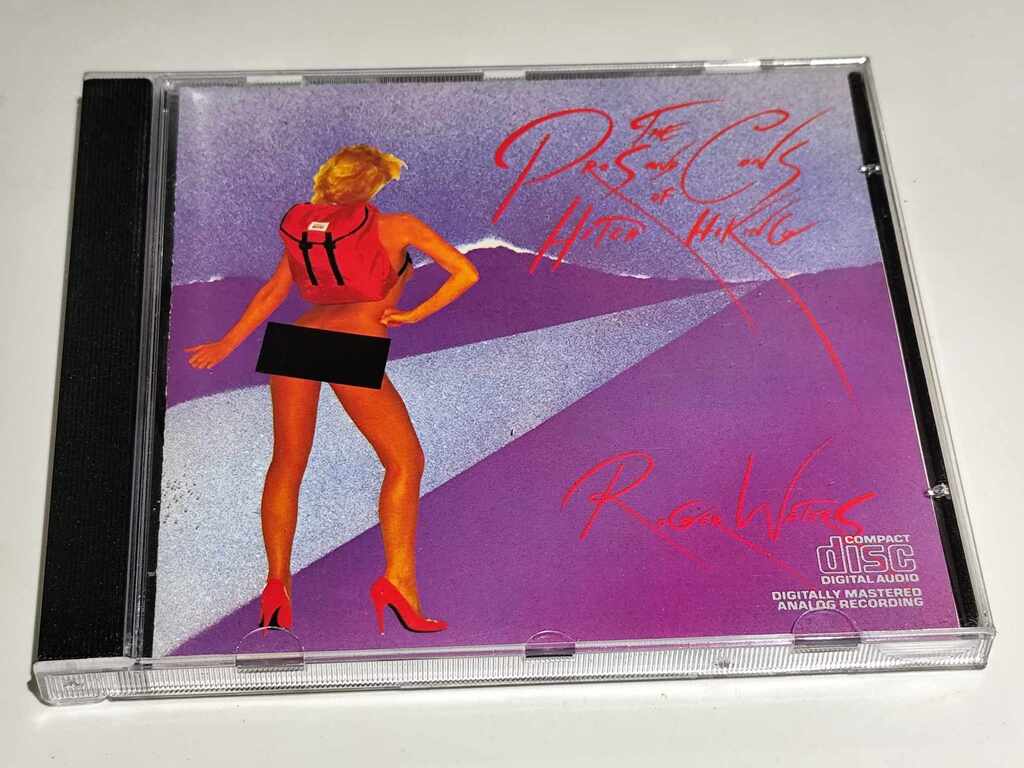 THE
PROS AND CONS
OF
HITCH HIKING
ROGER WATERS
COMPACT
disc
DIGITAL AUDIO
DIGITALLY MASTERED
ANALOG RECORDING